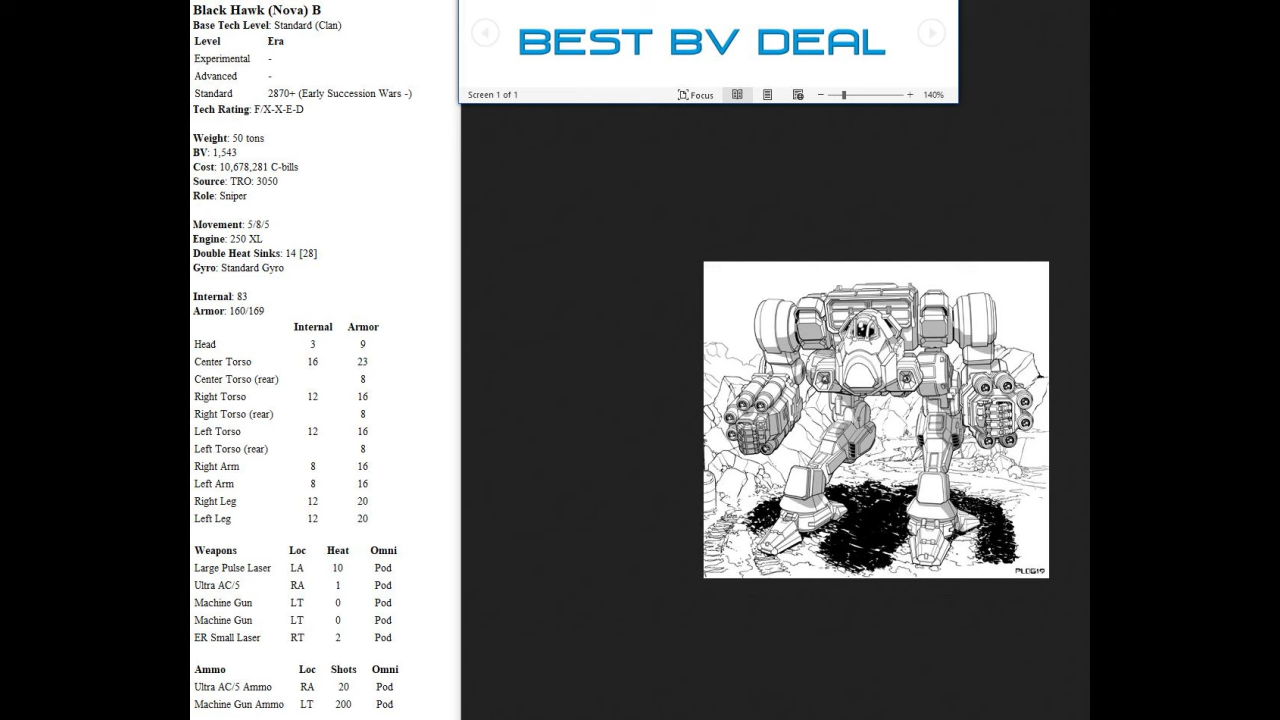 Black Hawk (Nova) B
Base Tech Level: Standard (Clan)
Level Era
Experimental -
Advanced -
Standard 2870+ (Early Succession Wars -)
Tech Rating: F/X-X-E-D
Weight: 50 tons
BV: 1,543
Cost: 10,678,281 C-bills
Source: TRO: 3050
Role: Sniper
Movement: 5/8/5
Engine: 250 XL
Double Heat Sinks: 14 [28]
Gyro: Standard Gyro
Internal: 83
Armor: 160/169
Internal Armor
Head 3 9
Center Torso 16 23
Center Torso (rear) 8
Right Torso 12 16
Right Torso (rear) 8
Left Torso 12 16
Left Torso (rear) 8
Right Arm 8 16
Left Arm 8 16
Right Leg 12 20
Left Leg 12 20
Weapons Loc Heat Omni
Large Pulse Laser LA 10 Pod
Ultra AC/5 RA 1 Pod
Machine Gun LT 0 Pod
Machine Gun LT 0 Pod
ER Small Laser RT 2 Pod
Ammo Loc Shots Omni
Ultra AC/5 Ammo RA 20 Pod
Machine Gun Ammo LT 200 Pod
BEST BV DEAL
Screen 1 of 1 Focus - + 140%
PLOG19